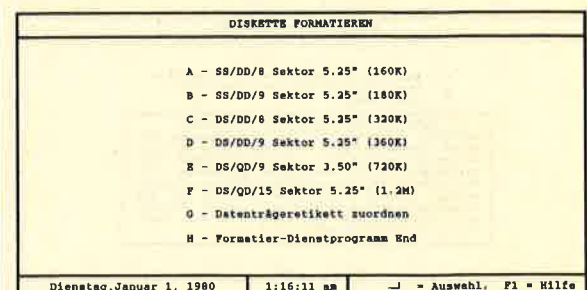 DISKETTE FORMATIEREN
A - SS/DD/8 Sektor 5.25" (160K)
B - SS/DD/9 Sektor 5.25" (180K)
C - DS/DD/8 Sektor 5.25" (320K)
D - DS/DD/9 Sektor 5.25" (360K)
E - DS/QD/9 Sektor 3.50" (720K)
F - DS/QD/15 Sektor 5.25" (1.2M)
G - Datenträgeretikett zuordnen
H - Formatier-Dienstprogramm End
Dienstag,Januar 1, 1980 1:16:11 am ─┘ = Auswahl, F1 = Hilfe